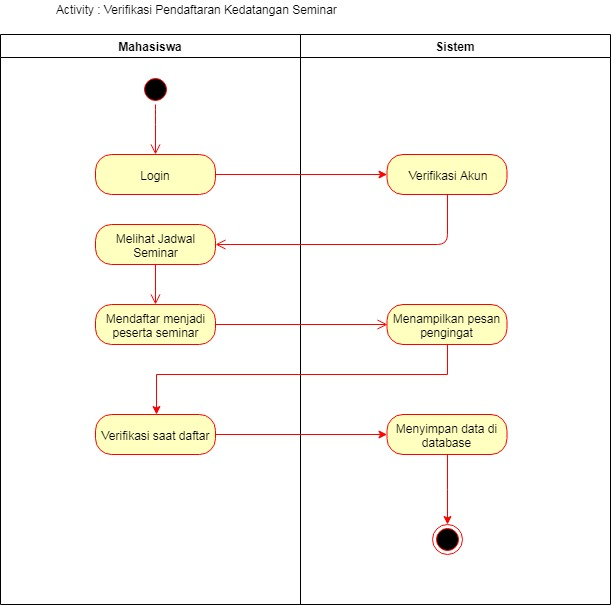 Activity : Verifikasi Pendaftaran Kedatangan Seminar
Mahasiswa
Sistem
Login
Verifikasi Akun
Melihat Jadwal
Seminar
Mendaftar menjadi
peserta seminar
Menampilkan pesan
pengingat
Verifikasi saat daftar
Menyimpan data di
database